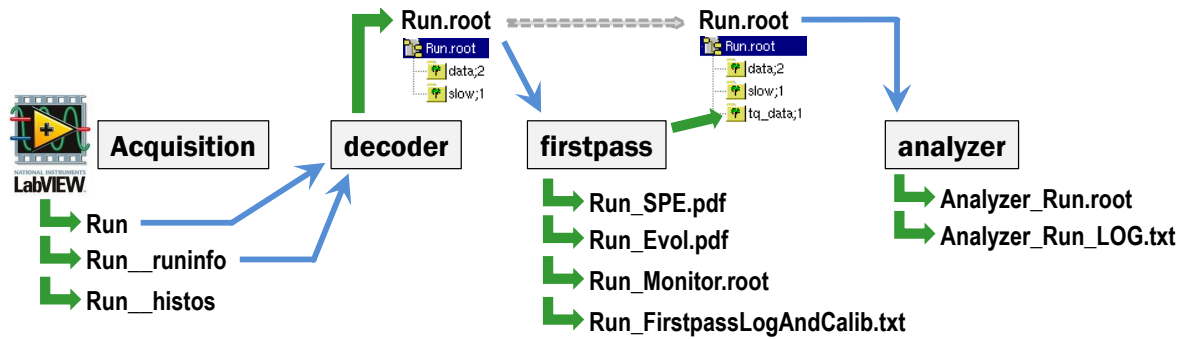 Run.root
Run.root
data;2
slow;1
Run.root
Run.root
data;2
slow;1
tq_data;1
NATIONAL INSTRUMENTS
LabVIEW
Acquisition
decoder
firstpass
analyzer
Run
Run__runinfo
Run__histos
Run_SPE.pdf
Run_Evol.pdf
Run_Monitor.root
Run_FirstpassLogAndCalib.txt
Analyzer_Run.root
Analyzer_Run_LOG.txt